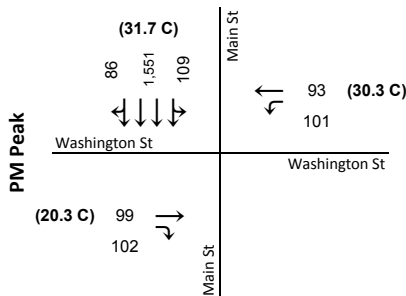 (31.7 C)
86 1,551 109
Main St
93 (30.3 C)
101
Washington St
Washington St
PM Peak
(20.3 C) 99
102
Main St